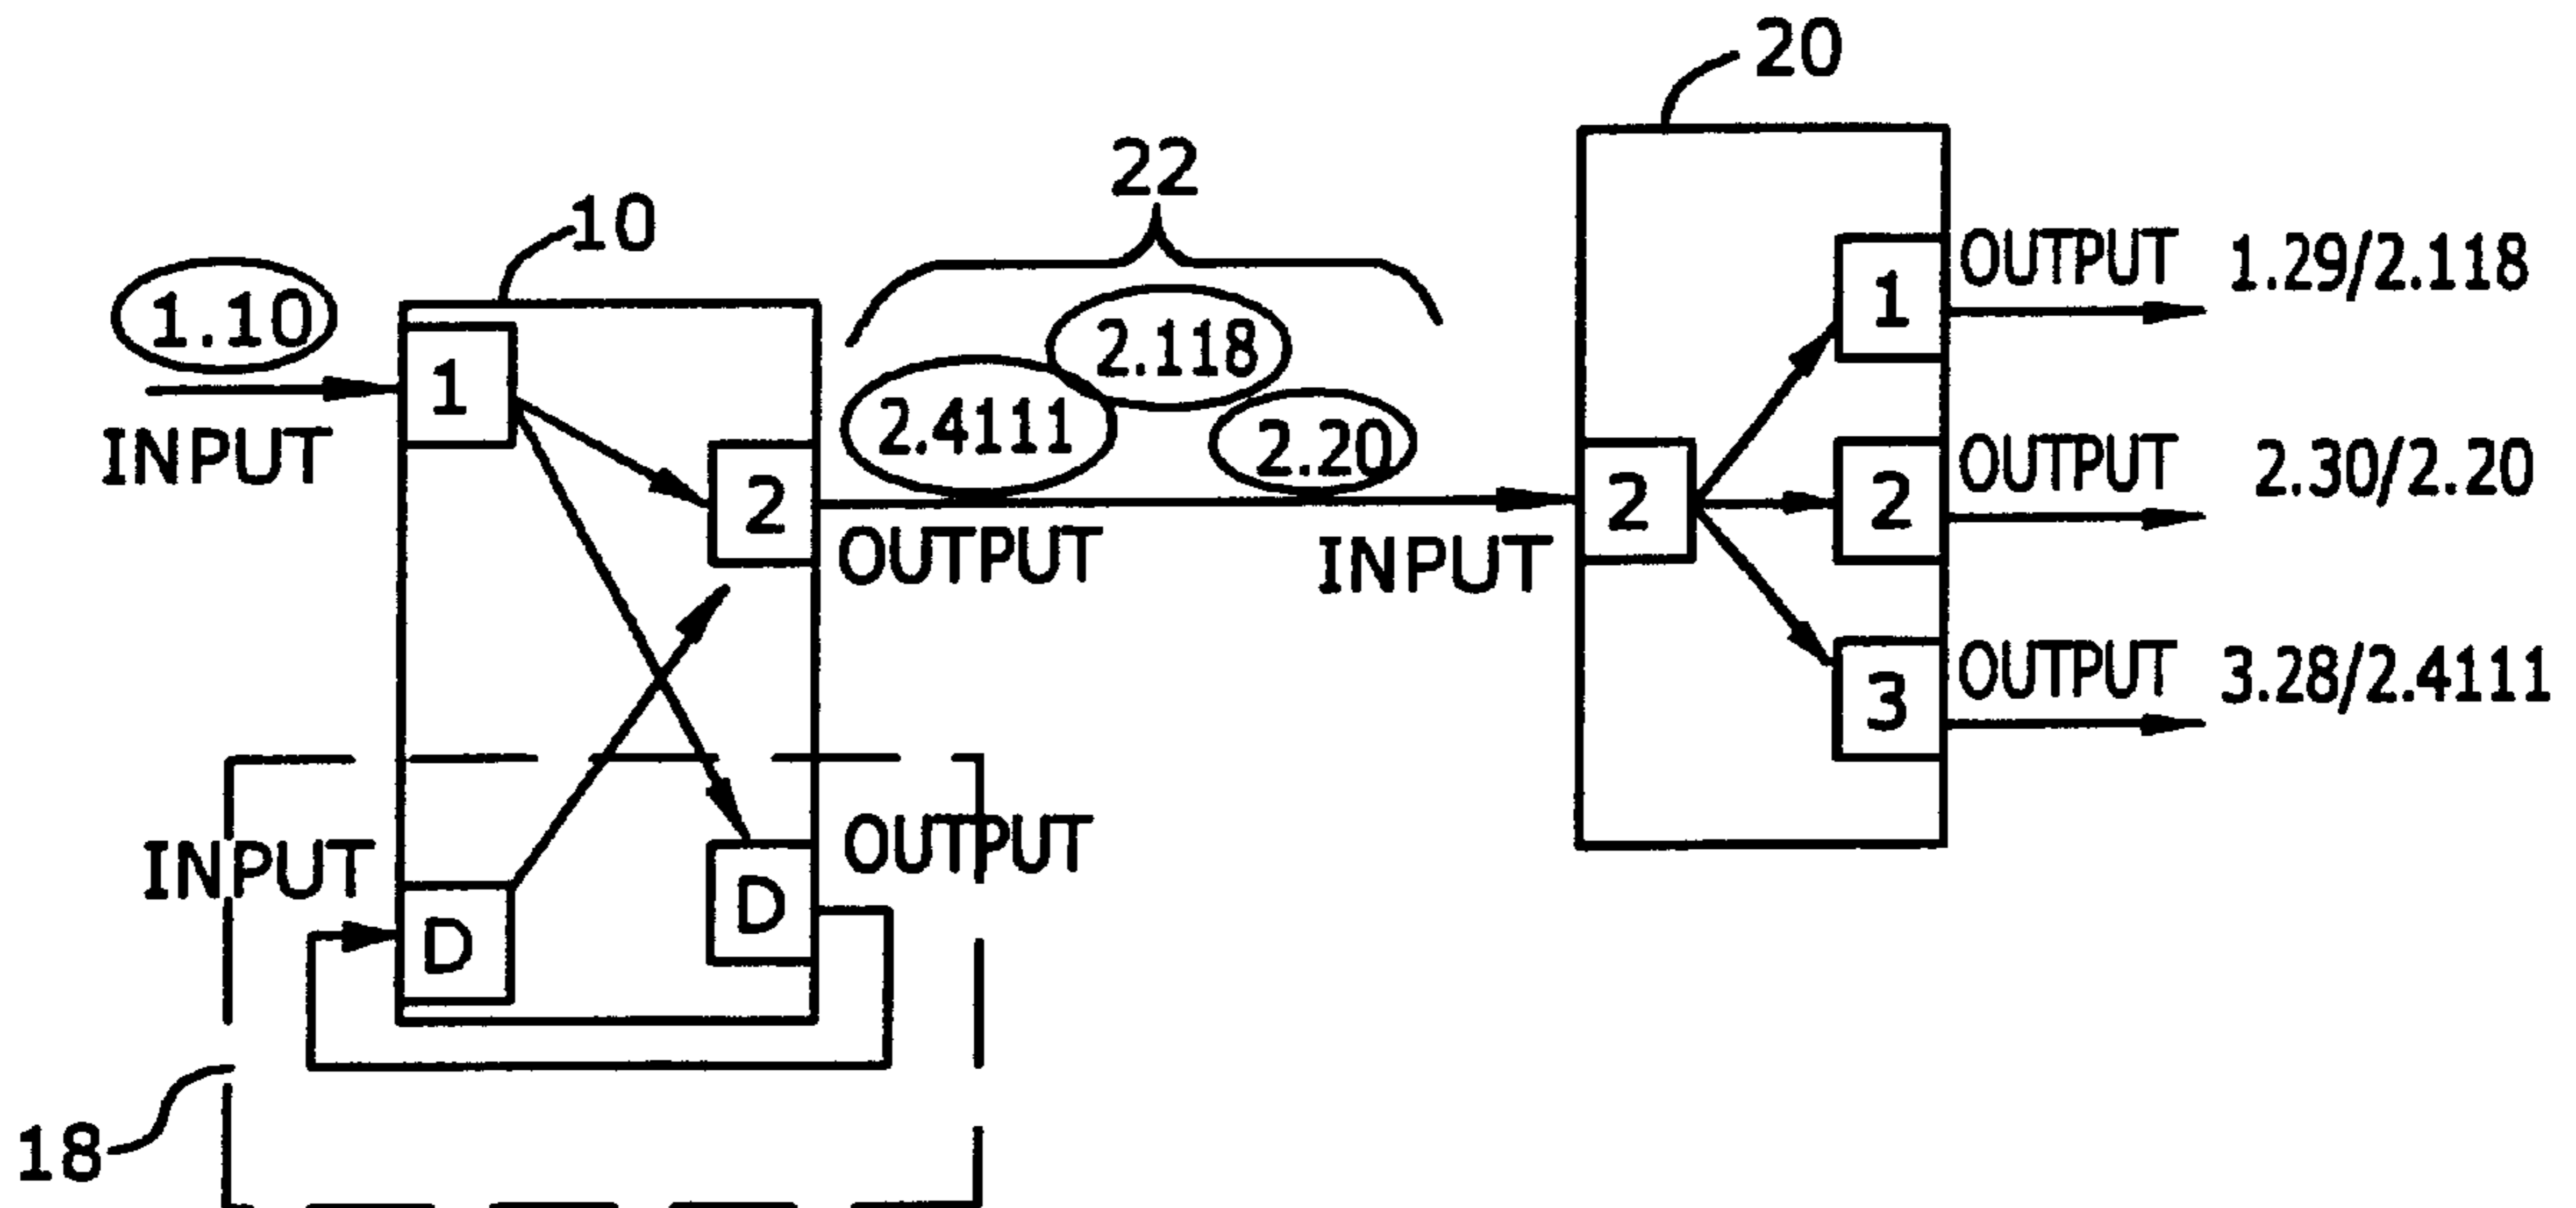 20
22
10
1.10
INPUT
1
2.118
2.4111
2.20
2
OUTPUT
INPUT
2
1
OUTPUT 1.29/2.118
2
OUTPUT 2.30/2.20
3
OUTPUT 3.28/2.4111
INPUT
D
D
OUTPUT
18